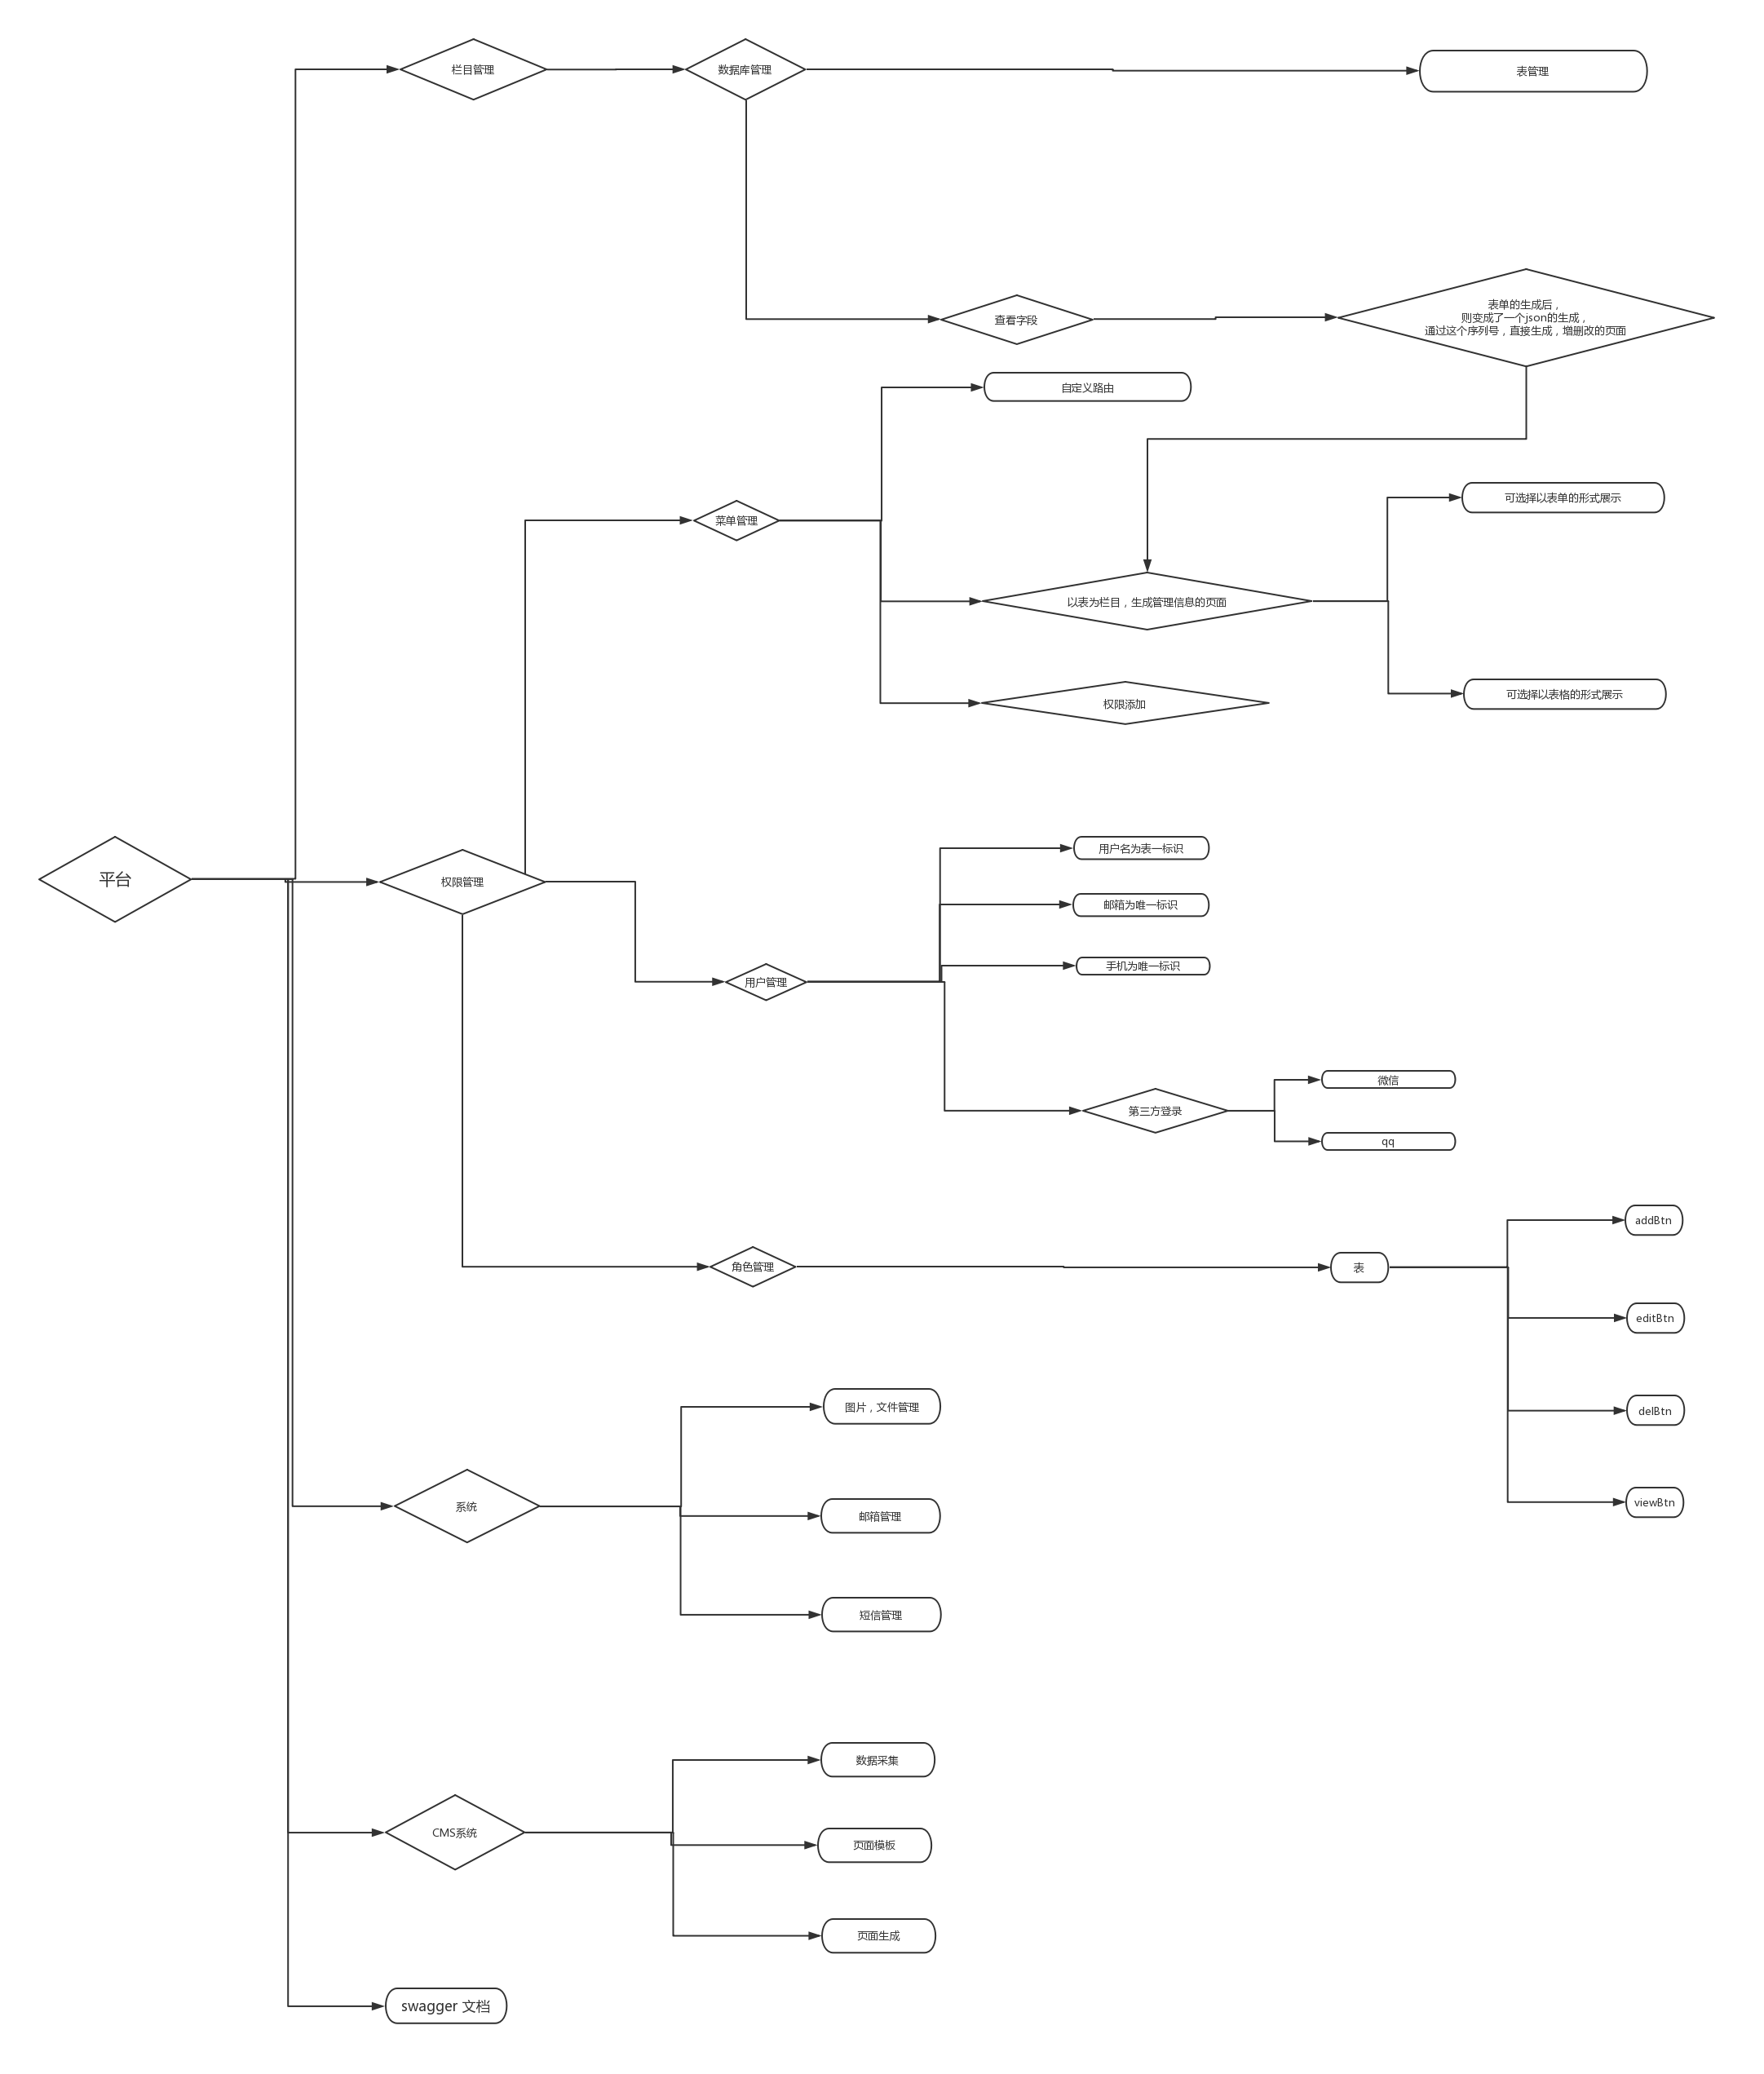 栏目管理
数据库管理
表管理
查看字段
表单的生成后，
则变成了一个json的生成，
通过这个序列号，直接生成，增删改的页面
自定义路由
菜单管理
可选择以表单的形式展示
以表为栏目，生成管理信息的页面
可选择以表格的形式展示
权限添加
平台
权限管理
用户名为表一标识
邮箱为唯一标识
手机为唯一标识
用户管理
微信
第三方登录
qq
addBtn
角色管理
表
editBtn
图片，文件管理
delBtn
系统
viewBtn
邮箱管理
短信管理
数据采集
CMS系统
页面模板
页面生成
swagger 文档